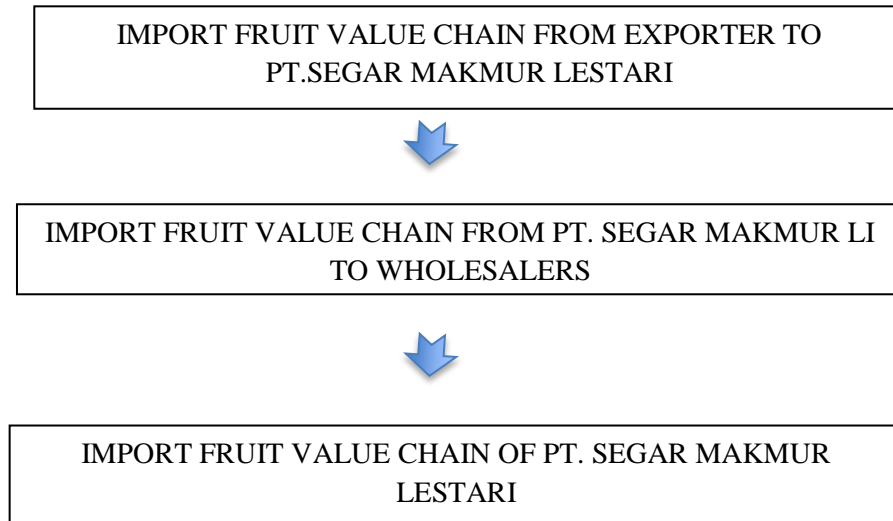 IMPORT FRUIT VALUE CHAIN FROM EXPORTER TO
PT.SEGAR MAKMUR LESTARI
IMPORT FRUIT VALUE CHAIN FROM PT. SEGAR MAKMUR LI
TO WHOLESALERS
IMPORT FRUIT VALUE CHAIN OF PT. SEGAR MAKMUR
LESTARI